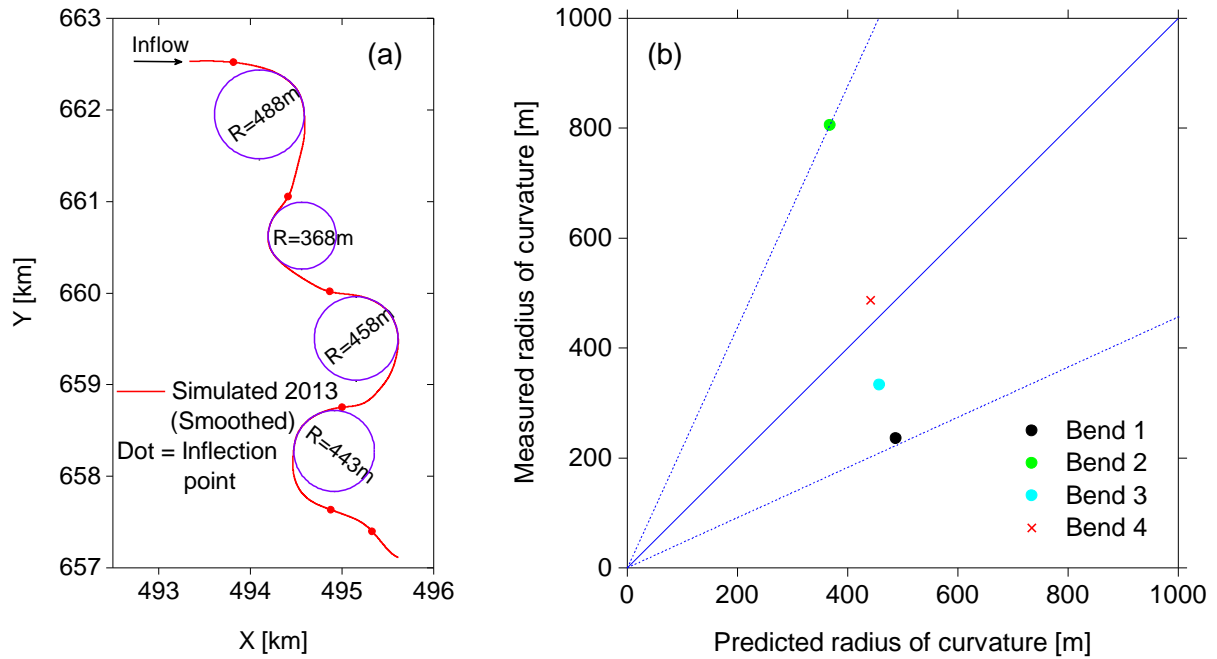 663
662
661
660
659
658
657
Y [km]
493
494
495
496
X [km]
Inflow
(a)
R=488m
R=368m
R=458m
R=443m
Simulated 2013
(Smoothed)
Dot = Inflection
point
1000
800
600
400
200
0
Measured radius of curvature [m]
(b)
Bend 1
Bend 2
Bend 3
Bend 4
0
200
400
600
800
1000
Predicted radius of curvature [m]